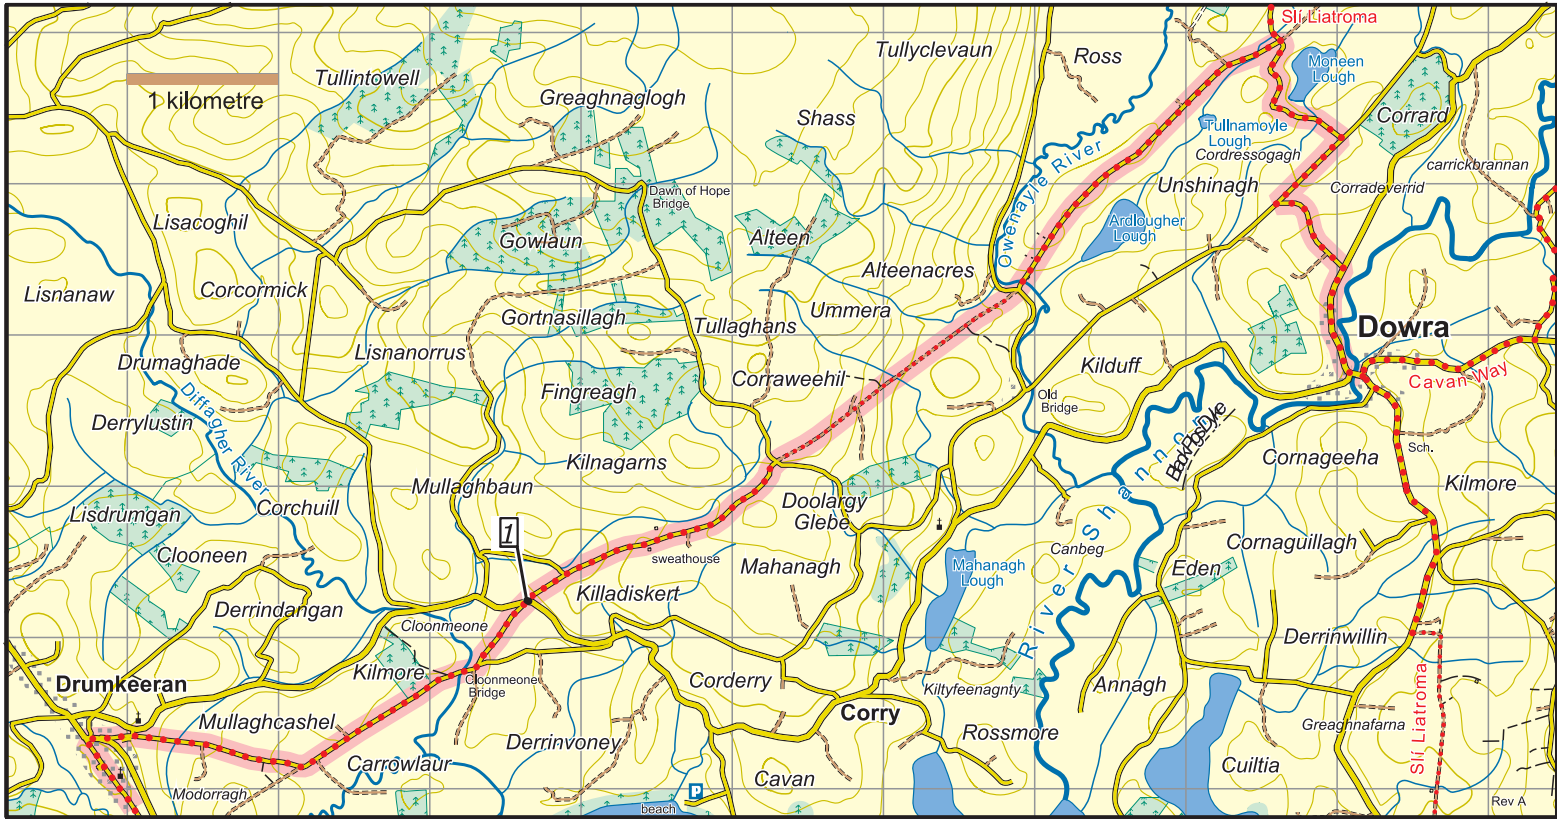 Slí Liatroma
Tullyclevaun
Ross
Moneen
Lough
Tullintowell
1 kilometre
Greaghnaglogh
Shass
Corrard
Tullnamoyle
Lough
Cordressogagh
carrickbrannan
Owenayle River
Unshinagh
Corradeverrid
Dawn of Hope
Bridge
Lisacoghil
Gowlaun
Alteen
Ardlougher
Lough
Alteenacres
Lisnanaw
Corcormick
Ummera
Gortnasillagh
Tullaghans
Dowra
Lisnanorrus
Drumaghade
Kilduff
Corraweehil
Cavan Way
Fingreagh
Old
Bridge
Diffagher River
Derrylustin
Black Pigs Dyke
Sch.
Kilnagarns
Cornageeha
Mullaghbaun
Kilmore
Corchuill
Lisdrumgan
Doolargy
Glebe
River Shannon
1
Clooneen
Canbeg
Cornaguillagh
sweathouse
Mahanagh
Mahanagh
Lough
Eden
Killadiskert
Derrindangan
Cloonmeone
Derrinwillin
Kilmore
Cloonmeone
Bridge
Drumkeeran
Corderry
Kiltyfeenagnty
Annagh
Slí Liatroma
Corry
Mullaghcashel
Greaghnafarna
Rossmore
Derrinvoney
Carrowlaur
Cuiltia
Cavan
Modorragh
P
beach
Rev A